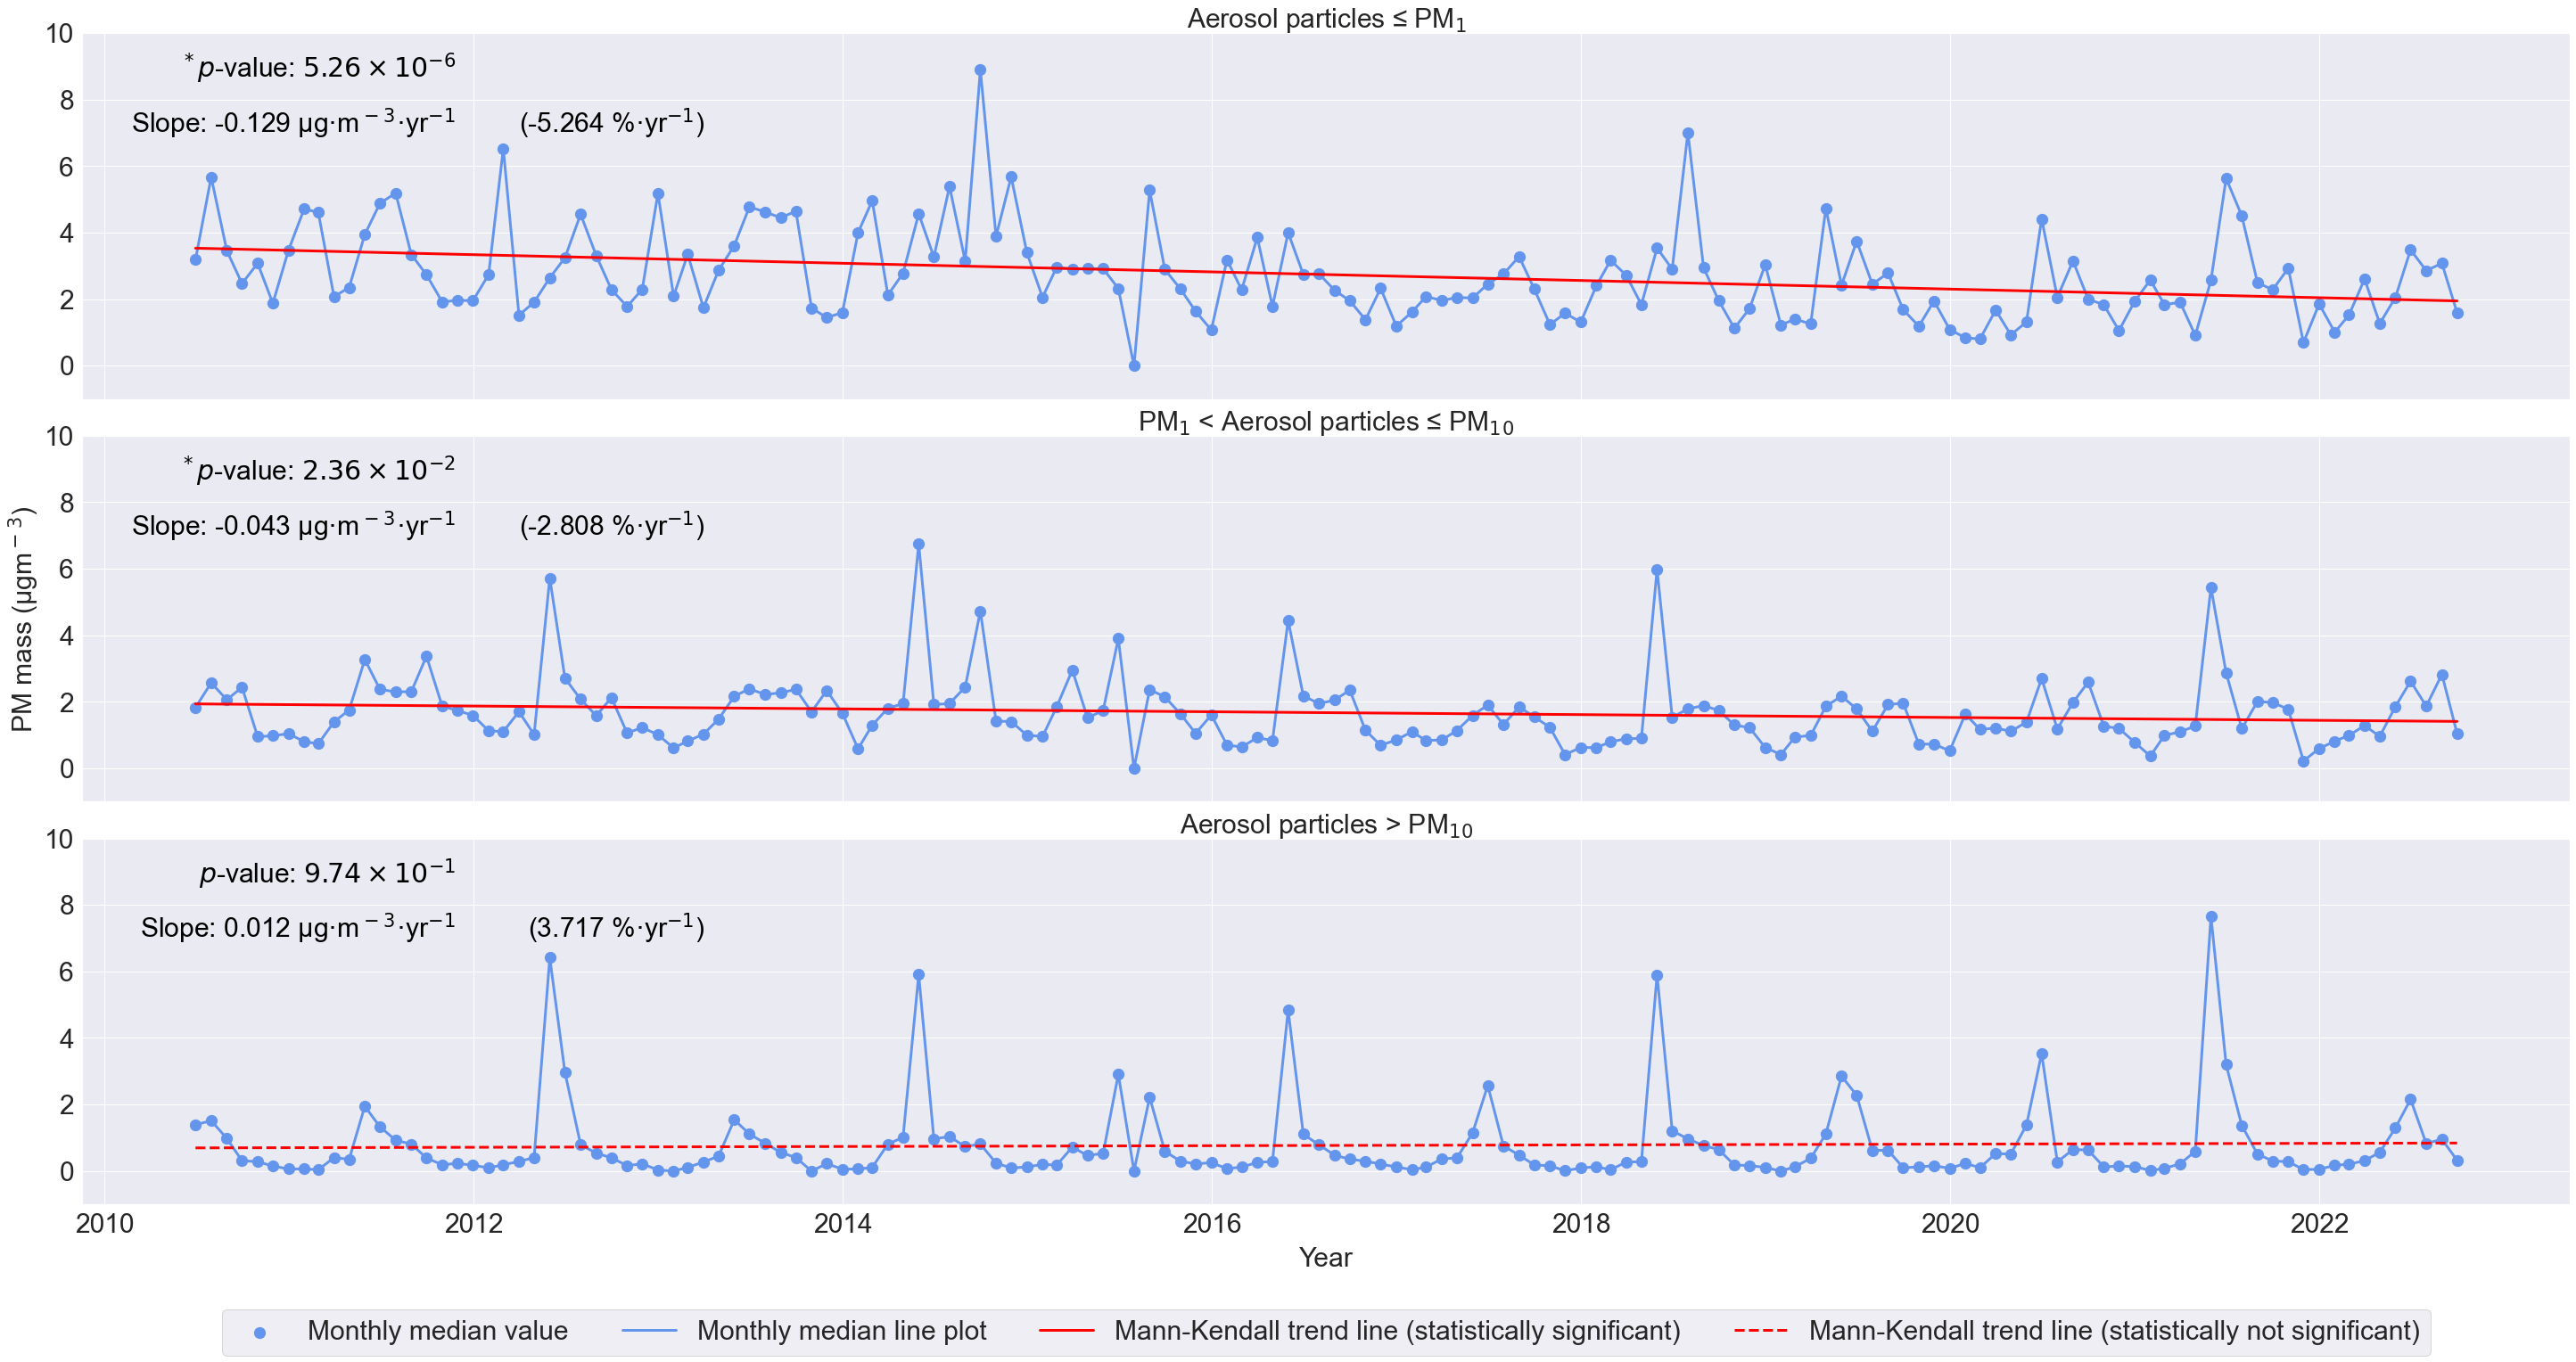 Aerosol particles ≤ PM₁
10
*p-value: 5.26 × 10⁻⁶
8
Slope: -0.129 µg·m⁻³·yr⁻¹ (-5.264 %·yr⁻¹)
6
4
2
0
PM₁ < Aerosol particles ≤ PM₁₀
10
*p-value: 2.36 × 10⁻²
8
Slope: -0.043 µg·m⁻³·yr⁻¹ (-2.808 %·yr⁻¹)
6
4
2
0
PM mass (µgm⁻³)
Aerosol particles > PM₁₀
10
p-value: 9.74 × 10⁻¹
8
Slope: 0.012 µg·m⁻³·yr⁻¹ (3.717 %·yr⁻¹)
6
4
2
0
2010 2012 2014 2016 2018 2020 2022
Year
Monthly median value Monthly median line plot Mann-Kendall trend line (statistically significant) Mann-Kendall trend line (statistically not significant)